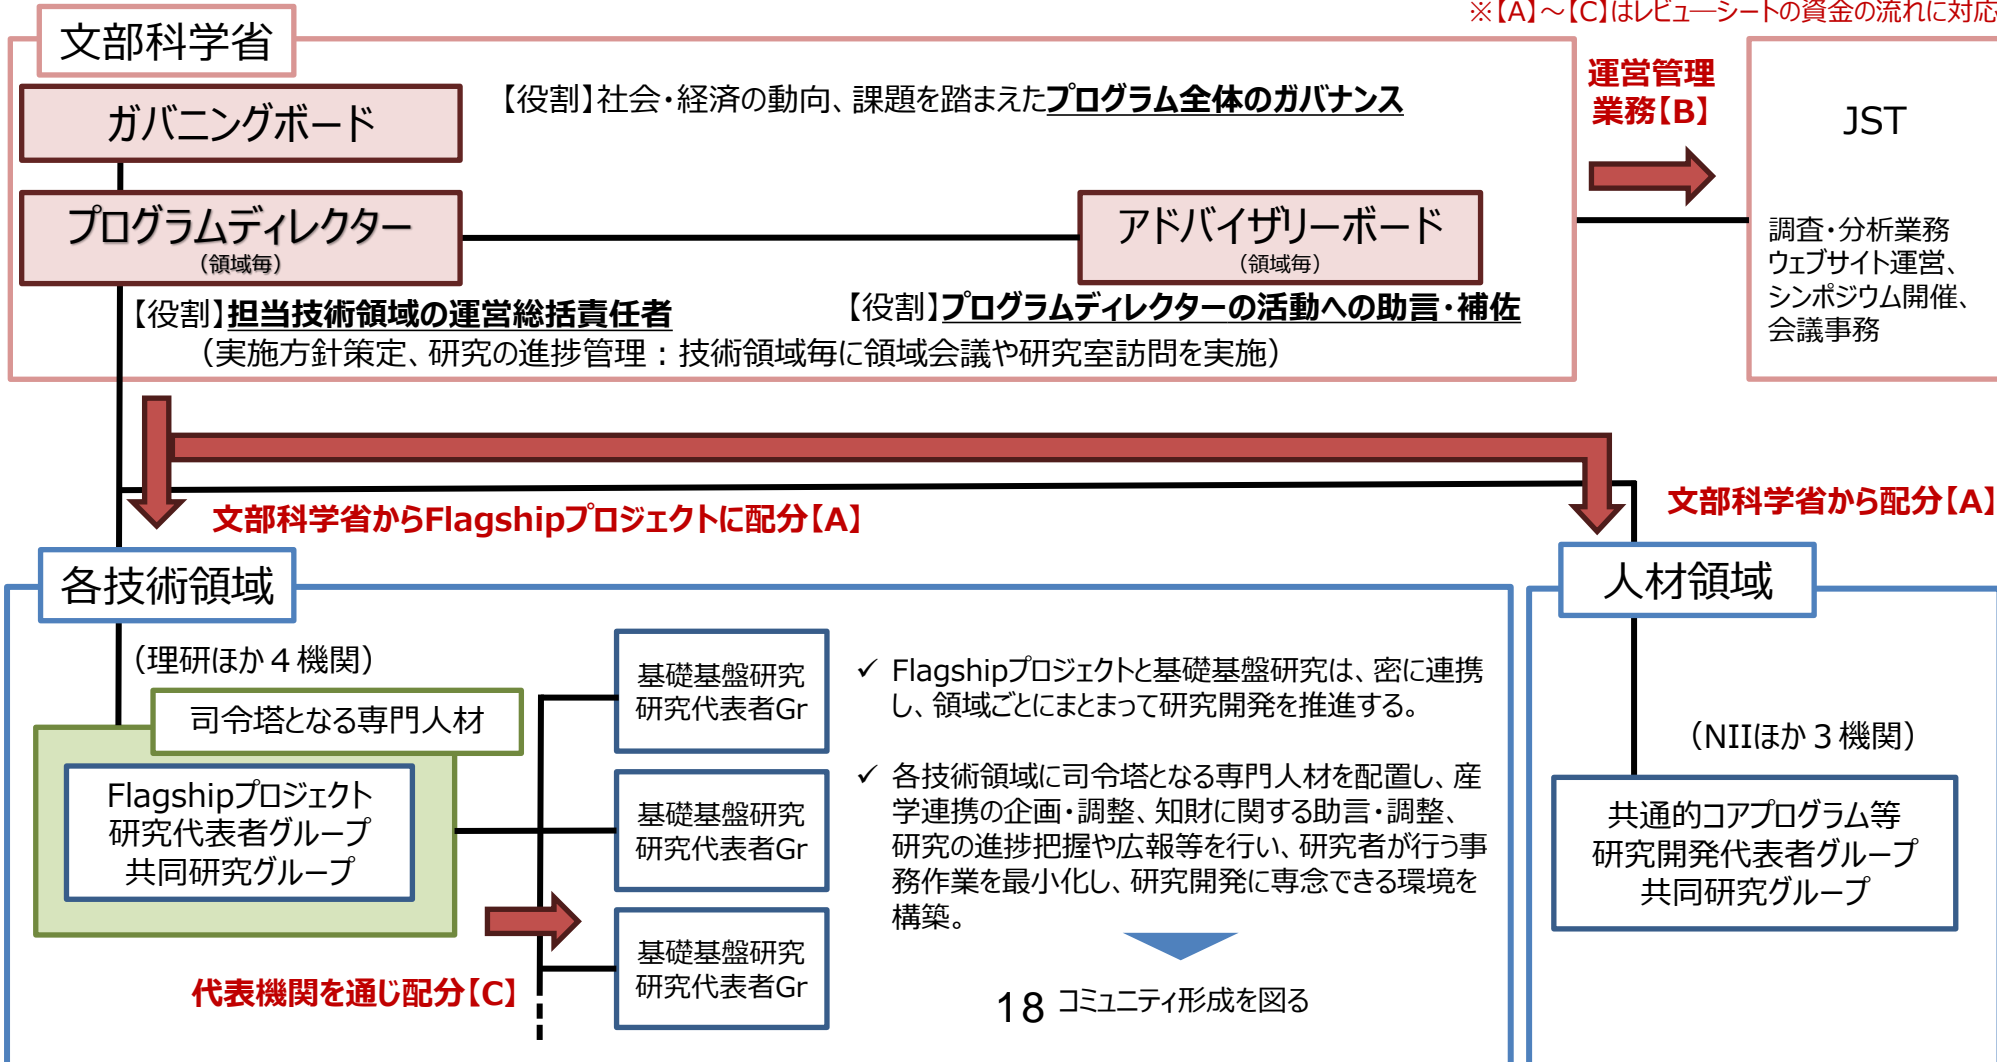 ※【A】～【C】はレビュ―シートの資金の流れに対応
文部科学省
ガバニングボード
【役割】社会・経済の動向、課題を踏まえたプログラム全体のガバナンス
運営管理
業務【B】
JST
調査・分析業務
ウェブサイト運営、
シンポジウム開催、
会議事務
プログラムディレクター
（領域毎）
アドバイザリーボード
（領域毎）
【役割】担当技術領域の運営総括責任者
【役割】プログラムディレクターの活動への助言・補佐
（実施方針策定、研究の進捗管理：技術領域毎に領域会議や研究室訪問を実施）
文部科学省からFlagshipプロジェクトに配分【A】
文部科学省から配分【A】
各技術領域
（理研ほか４機関）
司令塔となる専門人材
Flagshipプロジェクト
研究代表者グループ
共同研究グループ
代表機関を通じ配分【C】
基礎基盤研究
研究代表者Gr
基礎基盤研究
研究代表者Gr
基礎基盤研究
研究代表者Gr
✓ Flagshipプロジェクトと基礎基盤研究は、密に連携
し、領域ごとにまとまって研究開発を推進する。
✓ 各技術領域に司令塔となる専門人材を配置し、産
学連携の企画・調整、知財に関する助言・調整、
研究の進捗把握や広報等を行い、研究者が行う事
務作業を最小化し、研究開発に専念できる環境を
構築。
18 コミュニティ形成を図る
人材領域
（NIIほか３機関）
共通的コアプログラム等
研究開発代表者グループ
共同研究グループ